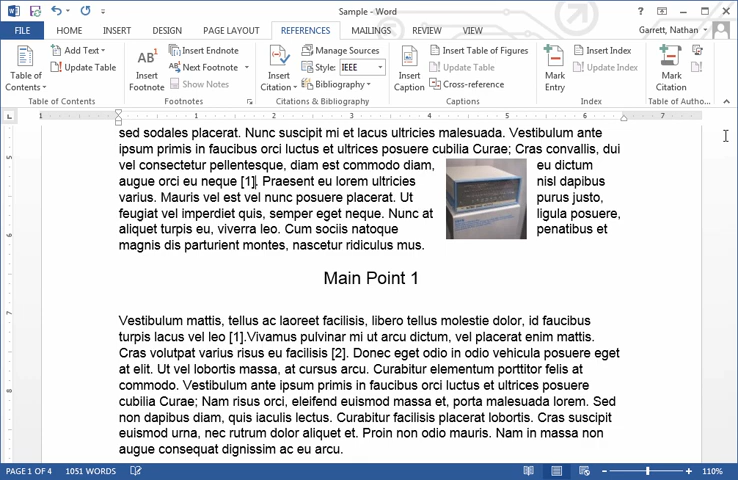 Sample - Word
FILE HOME INSERT DESIGN PAGE LAYOUT REFERENCES MAILINGS REVIEW VIEW Garrett, Nathan
Table of Contents
Add Text
Update Table
Table of Contents
AB¹ Insert Footnote
Insert Endnote
Next Footnote
Show Notes
Footnotes
Insert Citation
Manage Sources
Style: IEEE
Bibliography
Citations & Bibliography
Insert Caption
Insert Table of Figures
Update Table
Cross-reference
Captions
Mark Entry
Insert Index
Update Index
Index
Mark Citation
Table of Autho...
1 1 2 3 4 5 6 7
sed sodales placerat. Nunc suscipit mi et lacus ultricies malesuada. Vestibulum ante
ipsum primis in faucibus orci luctus et ultrices posuere cubilia Curae; Cras convallis, dui
vel consectetur pellentesque, diam est commodo diam, eu dictum
augue orci eu neque [1]. Praesent eu lorem ultricies nisl dapibus
varius. Mauris vel est vel nunc posuere placerat. Ut purus justo,
feugiat vel imperdiet quis, semper eget neque. Nunc at ligula posuere,
aliquet turpis eu, viverra leo. Cum sociis natoque penatibus et
magnis dis parturient montes, nascetur ridiculus mus.
Main Point 1
Vestibulum mattis, tellus ac laoreet facilisis, libero tellus molestie dolor, id faucibus
turpis lacus vel leo [1].Vivamus pulvinar mi ut arcu dictum, vel placerat enim mattis.
Cras volutpat varius risus eu facilisis [2]. Donec eget odio in odio vehicula posuere eget
at elit. Ut vel lobortis massa, at cursus arcu. Curabitur elementum porttitor felis at
commodo. Vestibulum ante ipsum primis in faucibus orci luctus et ultrices posuere
cubilia Curae; Nam risus orci, eleifend euismod massa et, porta malesuada lorem. Sed
non dapibus diam, quis iaculis lectus. Curabitur facilisis placerat lobortis. Cras suscipit
euismod urna, nec rutrum dolor aliquet et. Proin non odio mauris. Nam in massa non
augue consequat dignissim ac eu arcu.
5
6
7
8
PAGE 1 OF 4 1051 WORDS 110%